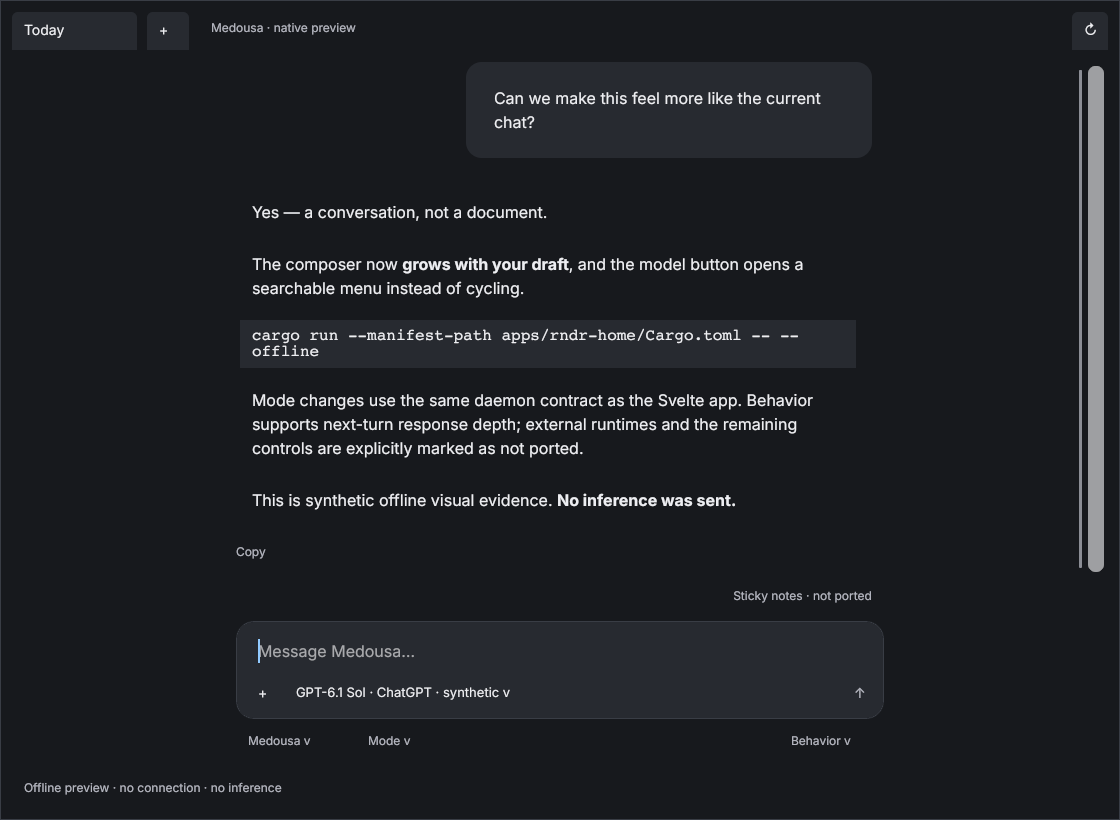 Today
+
Medousa · native preview
Can we make this feel more like the current
chat?
Yes — a conversation, not a document.
The composer now grows with your draft, and the model button opens a
searchable menu instead of cycling.
cargo run --manifest-path apps/rndr-home/Cargo.toml -- --
offline
Mode changes use the same daemon contract as the Svelte app. Behavior
supports next-turn response depth; external runtimes and the remaining
controls are explicitly marked as not ported.
This is synthetic offline visual evidence. No inference was sent.
Copy
Sticky notes · not ported
Message Medousa...
+ GPT-6.1 Sol · ChatGPT · synthetic v
Medousa v Mode v Behavior v
Offline preview · no connection · no inference